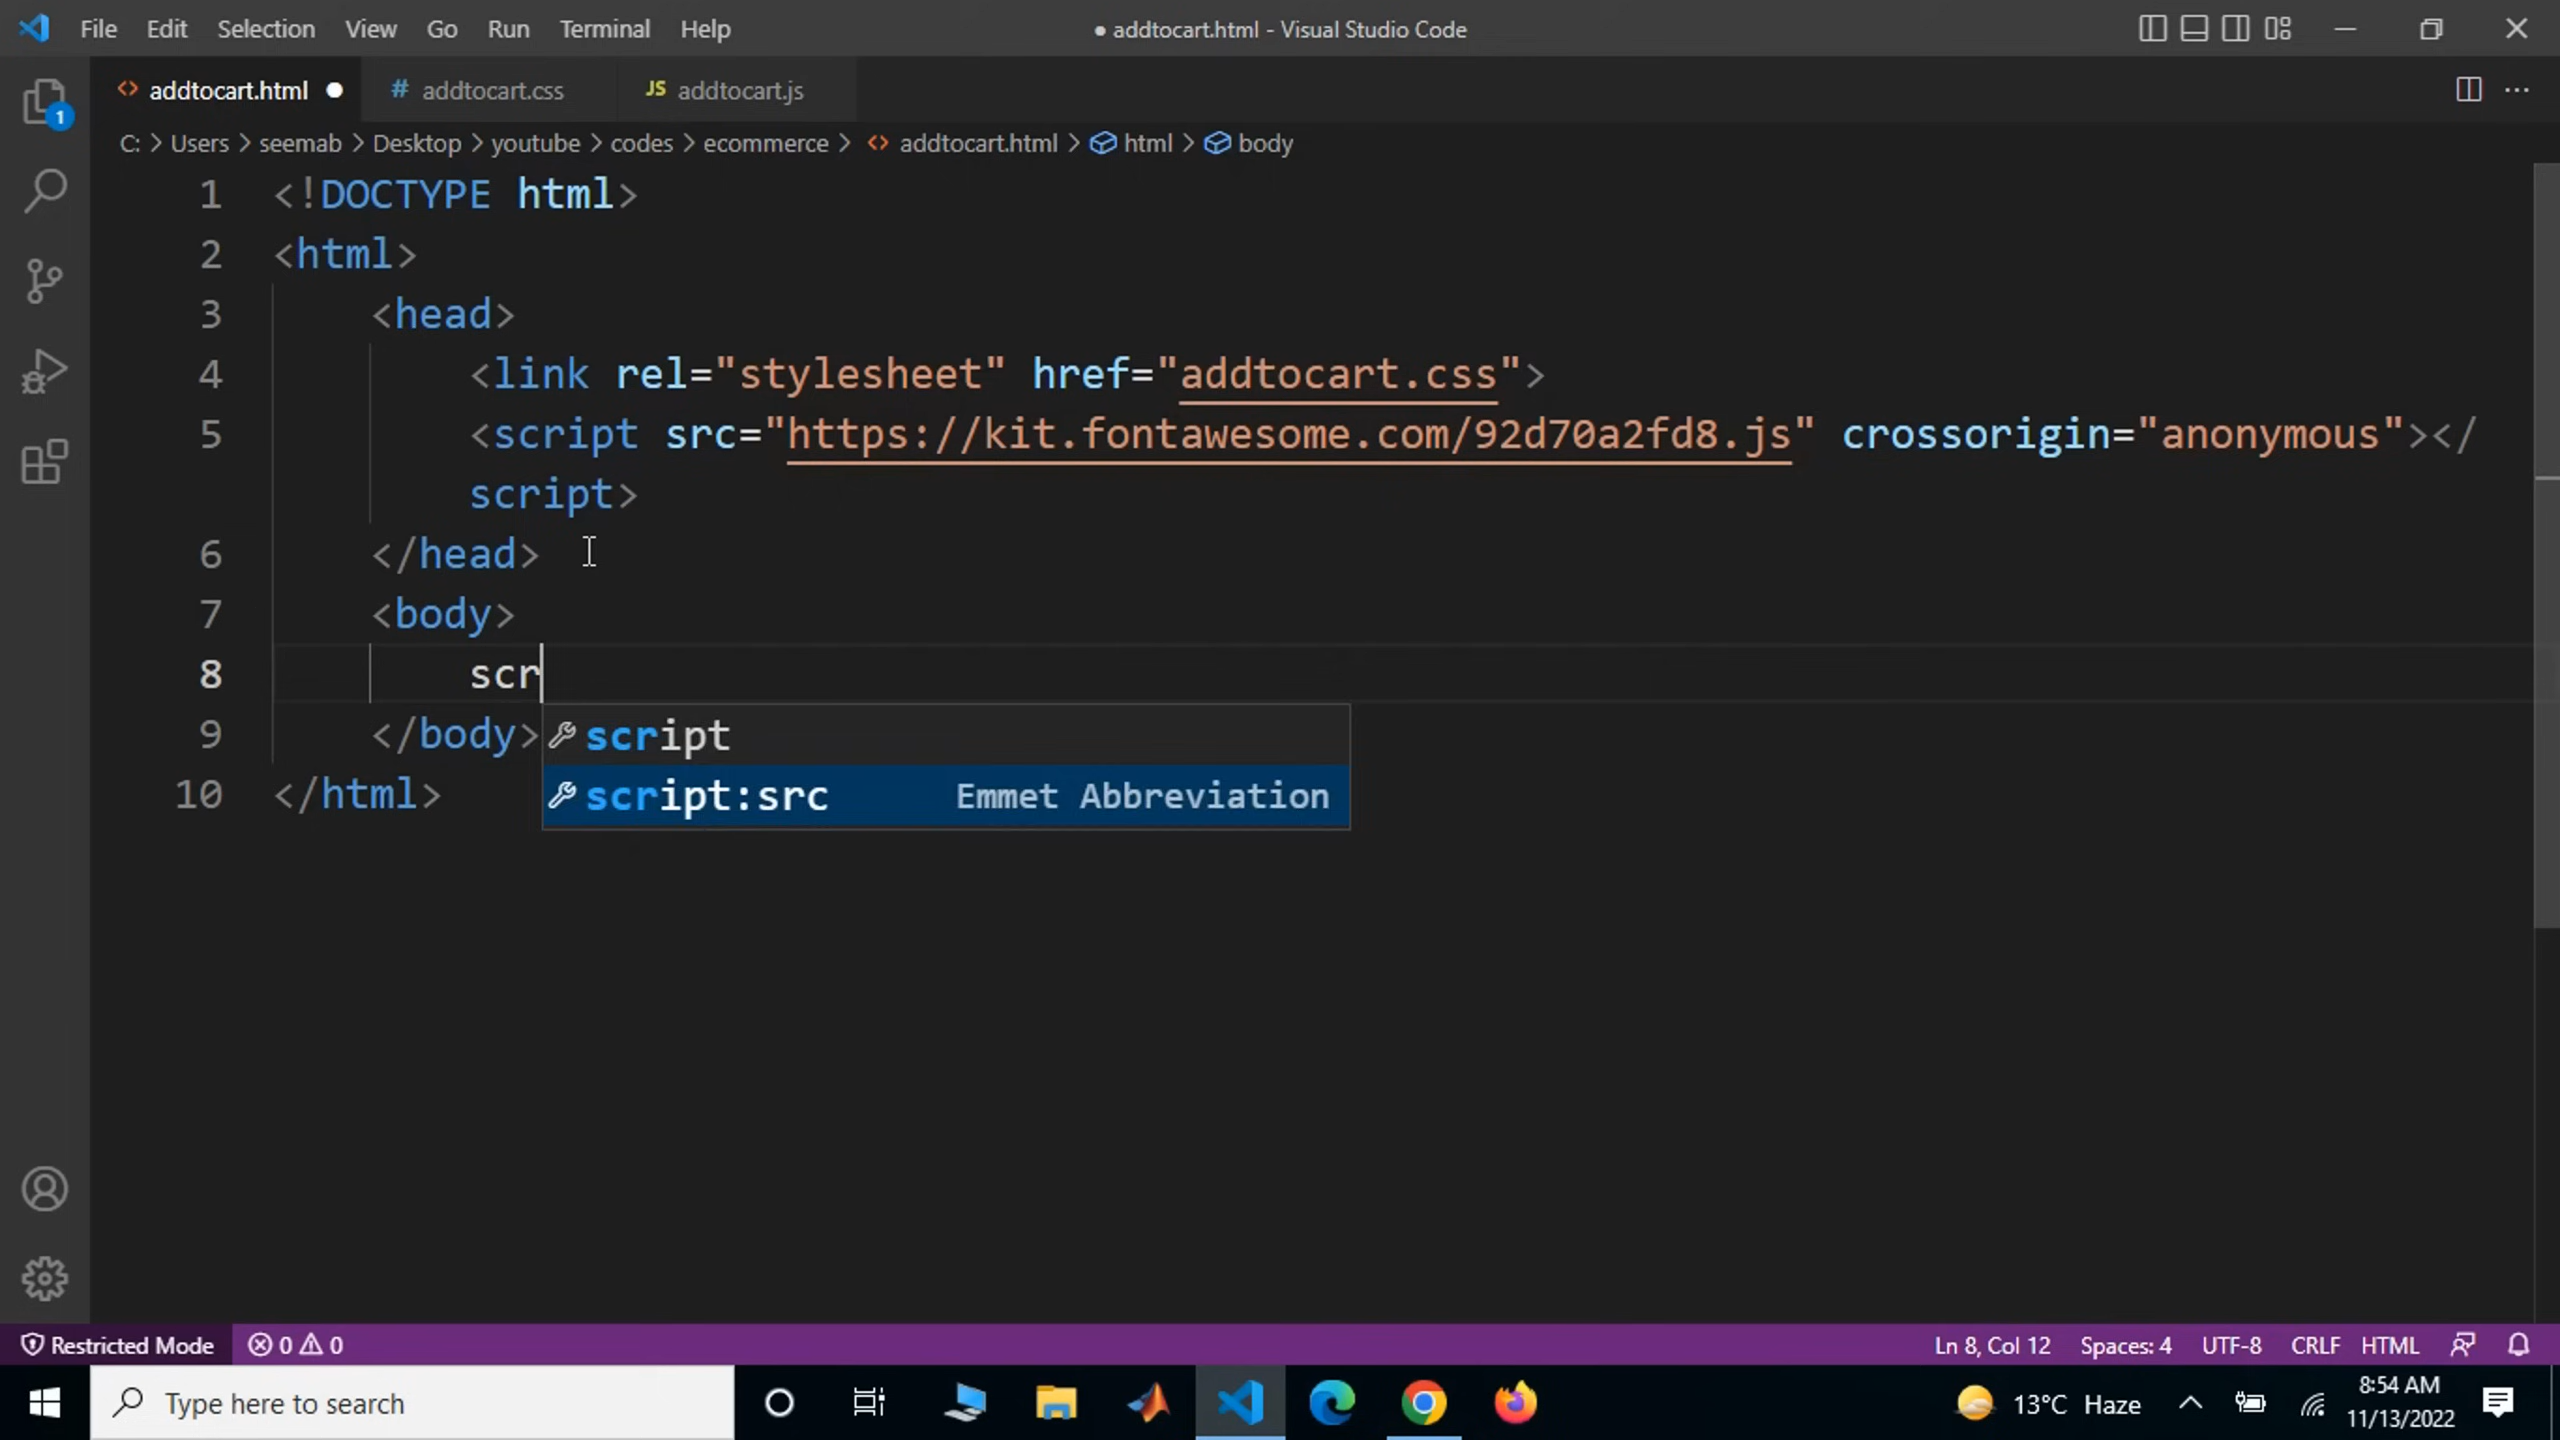 File Edit Selection View Go Run Terminal Help ● addtocart.html - Visual Studio Code
<> addtocart.html ● # addtocart.css JS addtocart.js ...
C: > Users > seemab > Desktop > youtube > codes > ecommerce > <> addtocart.html > html > body
1 <!DOCTYPE html>
2 <html>
3 <head>
4 <link rel="stylesheet" href="addtocart.css">
5 <script src="https://kit.fontawesome.com/92d70a2fd8.js" crossorigin="anonymous"></
script>
6 </head>
7 <body>
8 scr
9 </body>
script
10 </html>
script:src Emmet Abbreviation
1
Restricted Mode 0 0 Ln 8, Col 12 Spaces: 4 UTF-8 CRLF HTML
Type here to search 13°C Haze 8:54 AM
11/13/2022